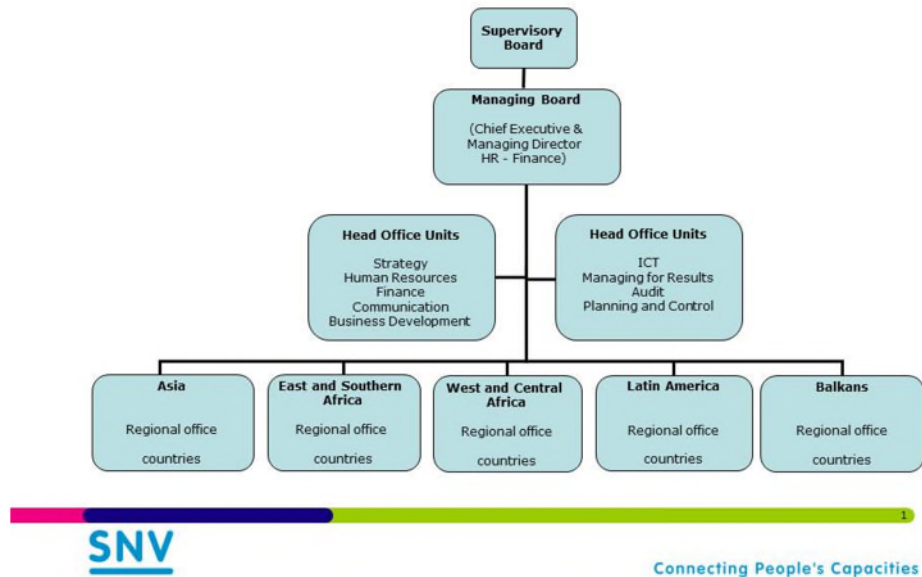 Supervisory
Board
Managing Board
(Chief Executive &
Managing Director
HR - Finance)
Head Office Units
Strategy
Human Resources
Finance
Communication
Business Development
Head Office Units
ICT
Managing for Results
Audit
Planning and Control
Asia
Regional office
countries
East and Southern
Africa
Regional office
countries
West and Central
Africa
Regional office
countries
Latin America
Regional office
countries
Balkans
Regional office
countries
1
SNV
Connecting People's Capacities